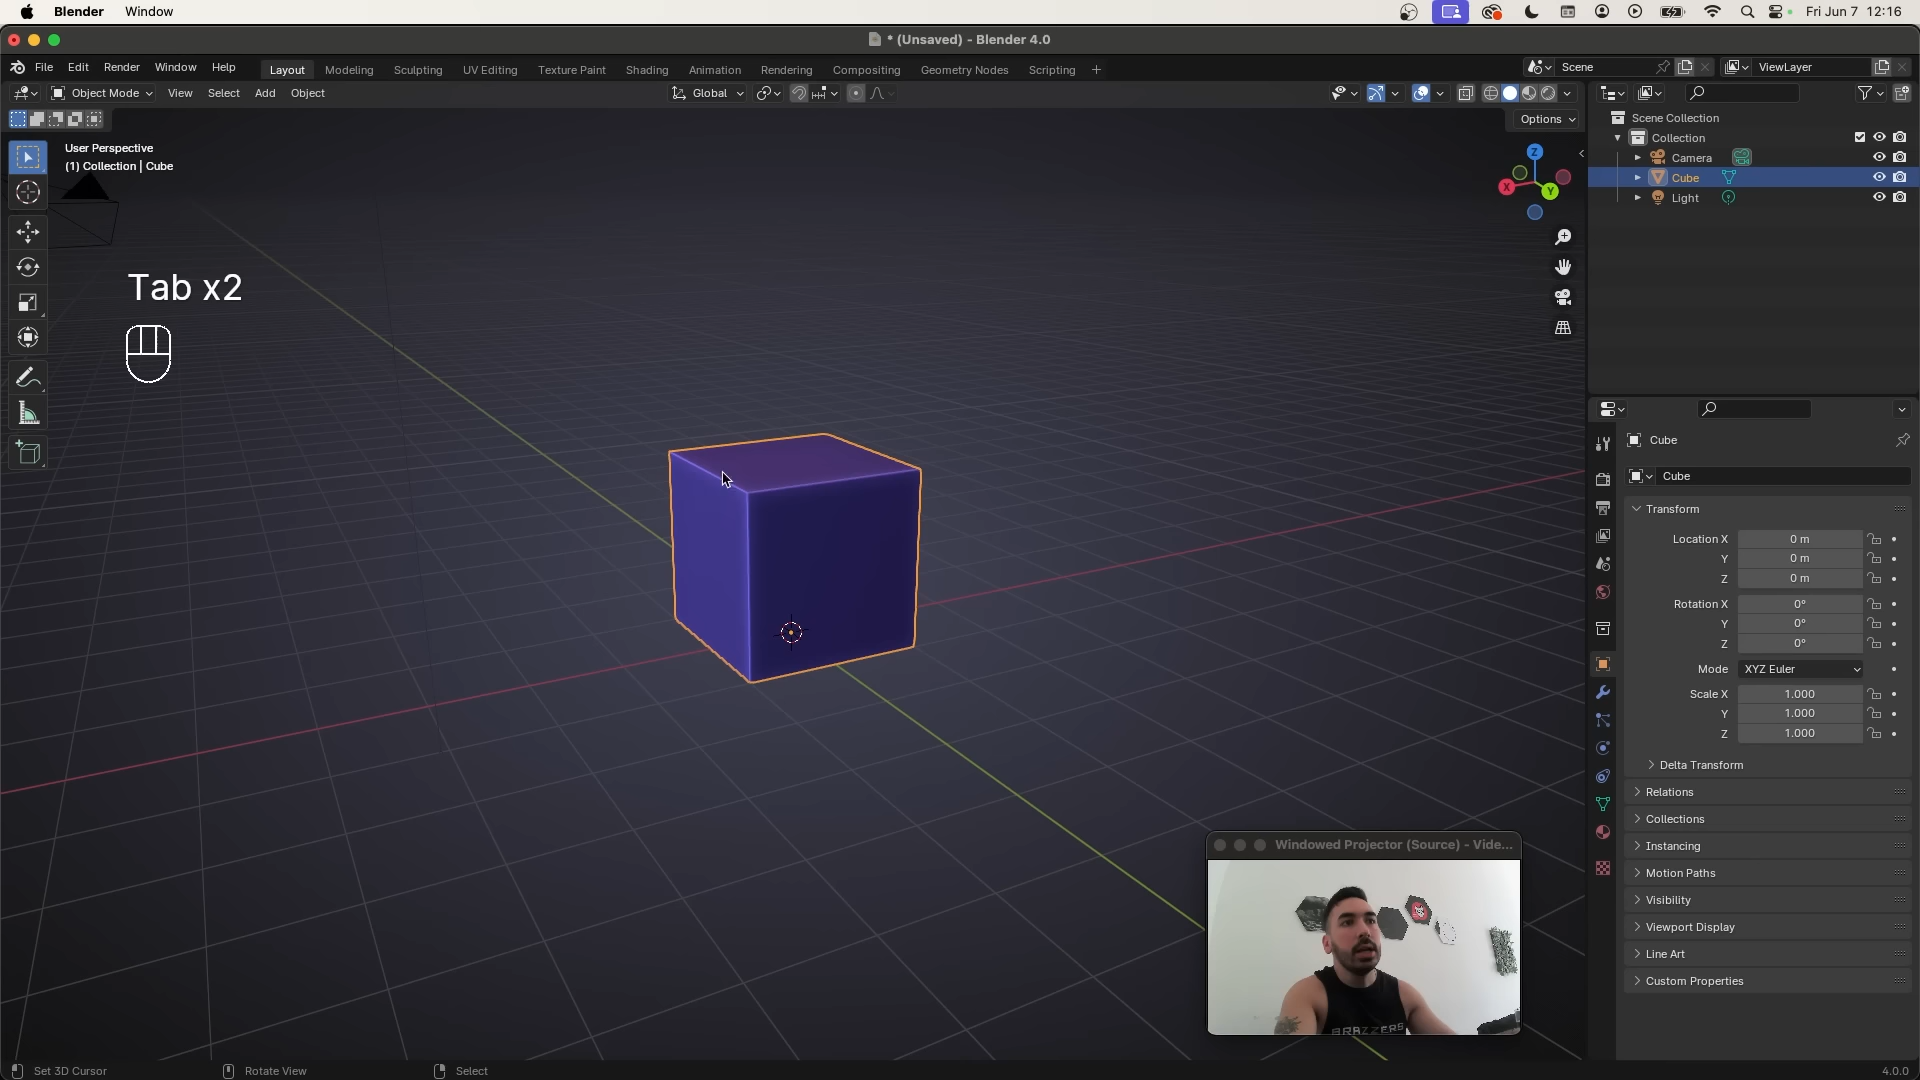 Blender Window Fri Jun 7 12:16
* (Unsaved) - Blender 4.0
File Edit Render Window Help Layout Modeling Sculpting UV Editing Texture Paint Shading Animation Rendering Compositing Geometry Nodes Scripting + Scene ViewLayer
Object Mode View Select Add Object Global
Options
User Perspective
(1) Collection | Cube
Z
X
Y
Tab x2
Scene Collection
Collection
Camera
Cube
Light
Cube
Cube
Transform
Location X 0 m
Y 0 m
Z 0 m
Rotation X 0°
Y 0°
Z 0°
Mode XYZ Euler
Scale X 1.000
Y 1.000
Z 1.000
Delta Transform
Relations
Collections
Instancing
Motion Paths
Visibility
Viewport Display
Line Art
Custom Properties
Windowed Projector (Source) - Vide...
BRAZZERS
Set 3D Cursor Rotate View Select 4.0.0